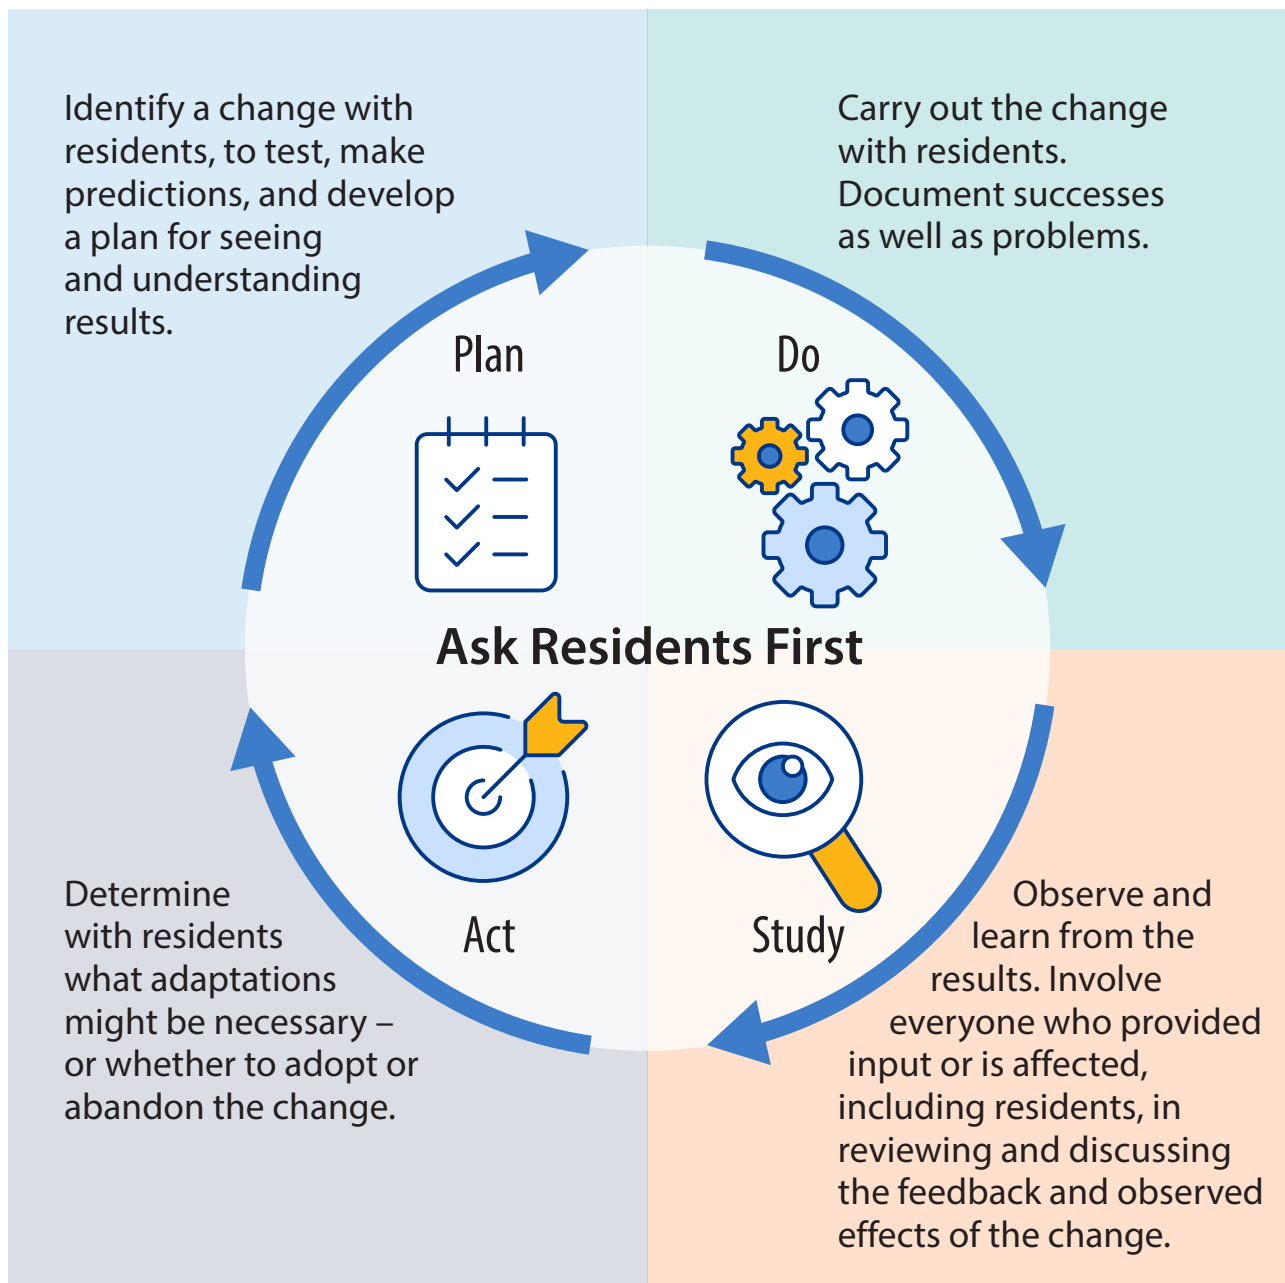 Identify a change with
residents, to test, make
predictions, and develop
a plan for seeing
and understanding
results.
Plan
Carry out the change
with residents.
Document successes
as well as problems.
Do
Ask Residents First
Act
Determine
with residents
what adaptations
might be necessary –
or whether to adopt or
abandon the change.
Study
Observe and
learn from the
results. Involve
everyone who provided
input or is affected,
including residents, in
reviewing and discussing
the feedback and observed
effects of the change.